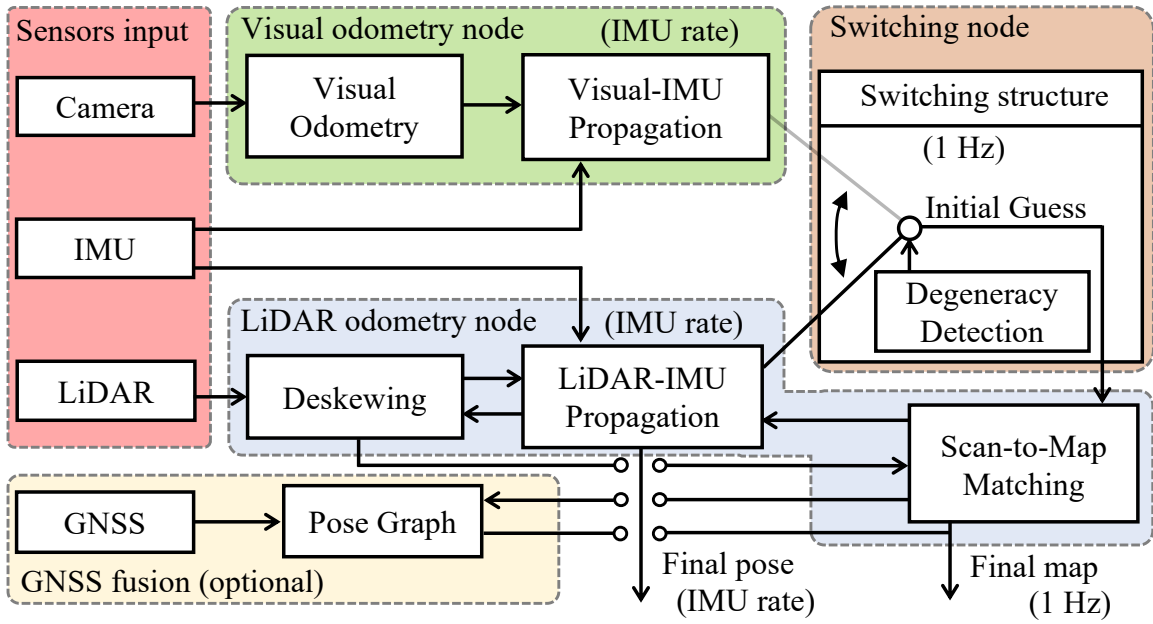 Sensors input
Camera
IMU
LiDAR
Visual odometry node
(IMU rate)
Visual
Odometry
Visual-IMU
Propagation
Switching node
Switching structure
(1 Hz)
Initial Guess
Degeneracy
Detection
LiDAR odometry node
(IMU rate)
Deskewing
LiDAR-IMU
Propagation
Scan-to-Map
Matching
GNSS
Pose Graph
GNSS fusion (optional)
Final pose
(IMU rate)
Final map
(1 Hz)